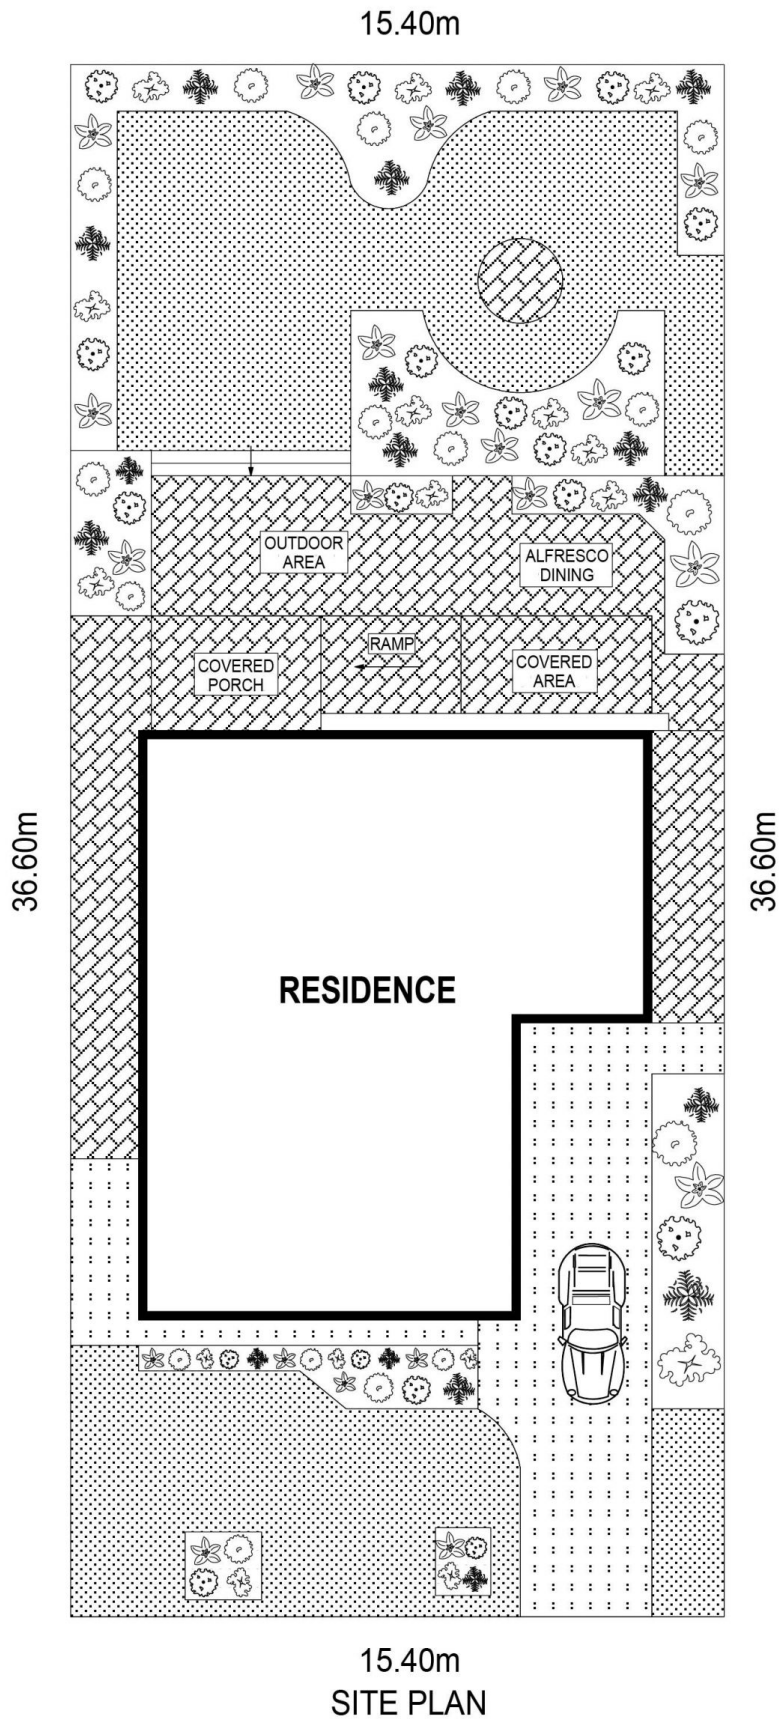 15.40m
OUTDOOR
AREA
ALFRESCO
DINING
RAMP
COVERED
PORCH
COVERED
AREA
36.60m
36.60m
RESIDENCE
15.40m
SITE PLAN